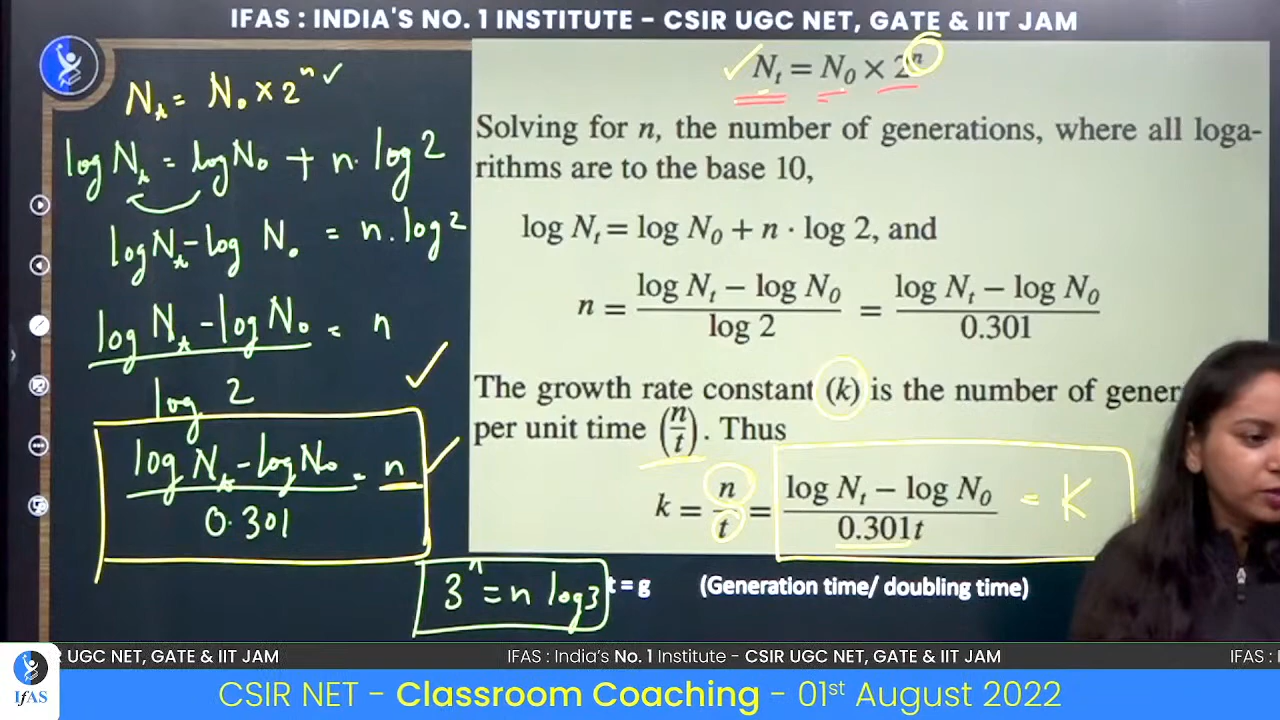 IFAS : INDIA'S NO. 1 INSTITUTE - CSIR UGC NET, GATE & IIT JAM
Nt = N0 × 2ⁿ
log Nt = log N0 + n. log 2
log Nt - log N0 = n. log 2
log Nt - log N0 = n
log 2
log Nt - log N0 = n
0.301
3ⁿ = n log3
Nt = N0 × 2ⁿ
Solving for n, the number of generations, where all loga-
rithms are to the base 10,
log Nt = log N0 + n · log 2, and
n = (log Nt − log N0)/(log 2) = (log Nt − log N0)/(0.301)
The growth rate constant (k) is the number of gener
per unit time (n/t). Thus
k = n/t = (log Nt − log N0)/(0.301t) = K
t = g (Generation time/ doubling time)
R UGC NET, GATE & IIT JAM IFAS : India's No. 1 Institute - CSIR UGC NET, GATE & IIT JAM IFAS : I
IFAS
CSIR NET - Classroom Coaching - 01st August 2022